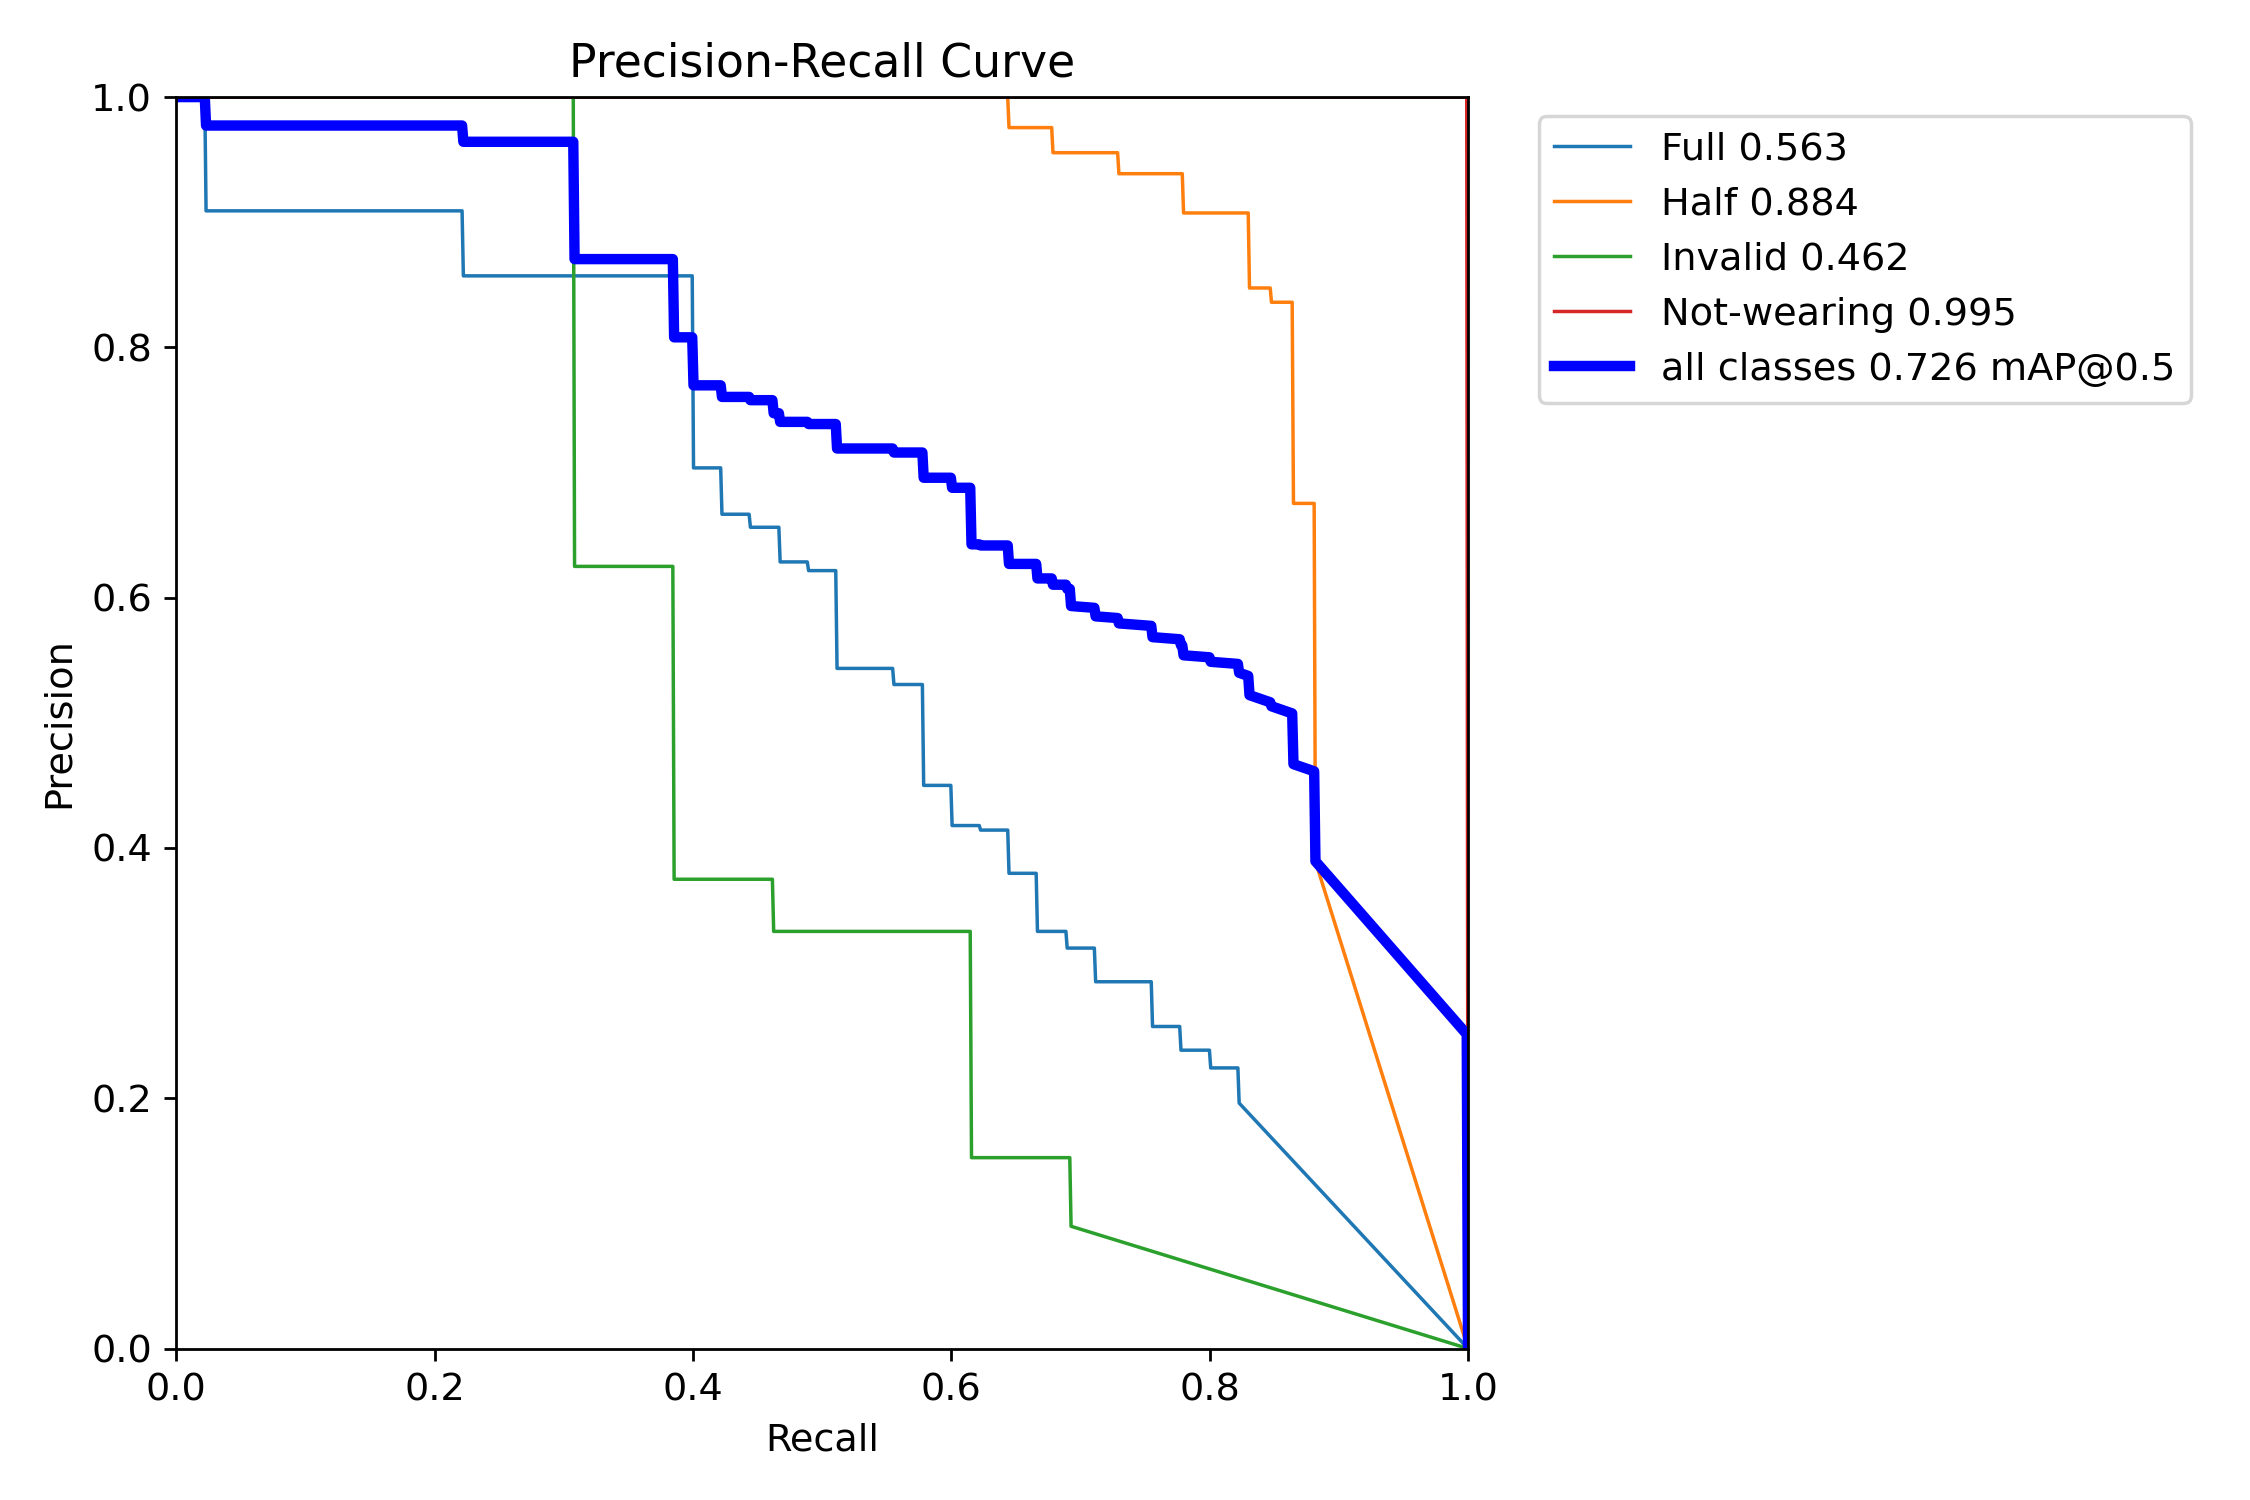 Precision-Recall Curve
1.0
0.8
0.6
0.4
0.2
0.0
Precision
0.0 0.2 0.4 0.6 0.8 1.0
Recall
Full 0.563
Half 0.884
Invalid 0.462
Not-wearing 0.995
all classes 0.726 mAP@0.5